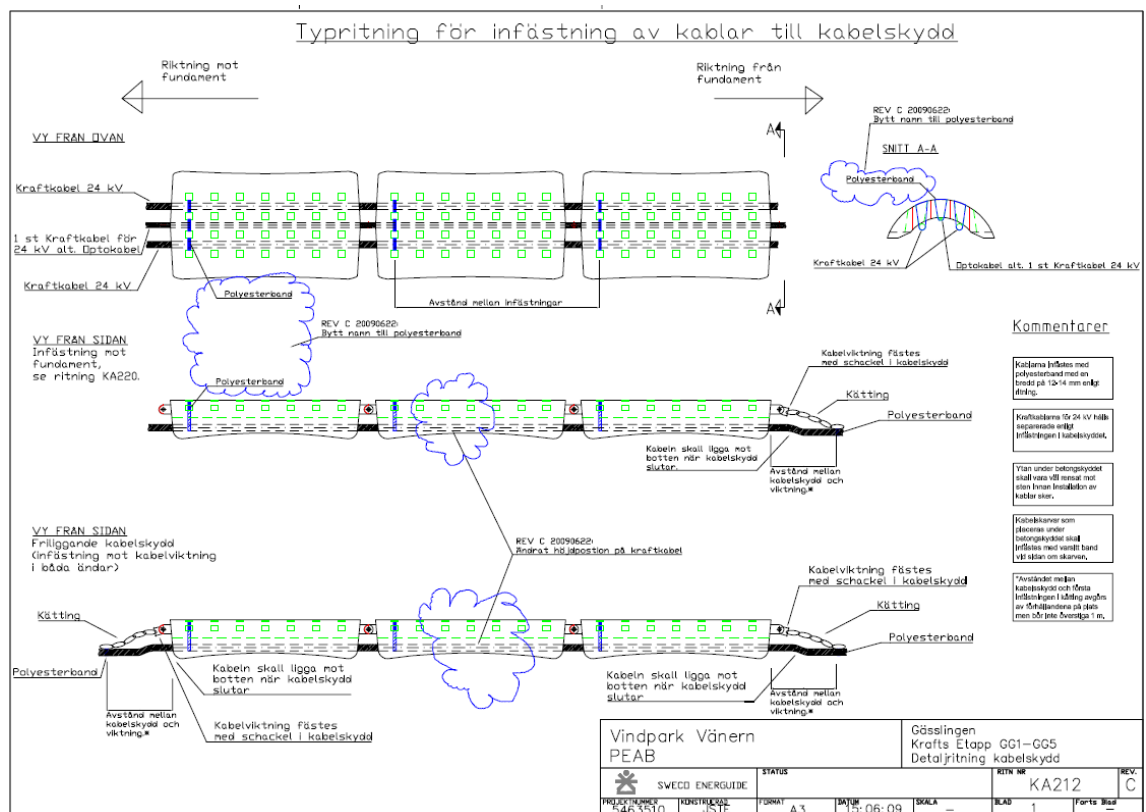 Typritning för infästning av kablar till kabelskydd
Riktning mot
fundament
Riktning från
fundament
REV C 20090622:
Bytt namn till polyesterband
VY FRAN OVAN
A
SNITT A-A
Kraftkabel 24 kV
Polyesterband
1 st Kraftkabel för
24 kV alt. Optokabel
Kraftkabel 24 kV
Optokabel alt. 1 st Kraftkabel 24 kV
Kraftkabel 24 kV
Polyesterband
Avstånd mellan infästningar
A
VY FRAN SIDAN
Infästning mot
fundament,
se ritning KA220.
REV C 20090622:
Bytt namn till polyesterband
Polyesterband
Kabelviktning fästes
med schackel i kabelskydd
Kätting
Polyesterband
Kabeln skall ligga mot
botten när kabelskydd
slutar.
Avstånd mellan
kabelskydd och
viktning.*
Kommentarer
Kablarna infästes med
polyesterband med en
bredd på 12-14 mm enligt
ritning.
Kraftkablarna för 24 kV hålls
separerade enligt
infästningen i kabelskyddet.
Ytan under betongskyddet
skall vara väl rensat mot
sten innan installation av
kablar sker.
Kabelskarvar som
placeras under
betongskyddet skall
infästes med varsitt band
vid sidan om skarven.
*Avståndet mellan
kabelsskydd och första
infästningen i kätting avgörs
av förhållandena på plats
men bör inte överstiga 1 m.
VY FRAN SIDAN
Friliggande kabelskydd
(infästning mot kabelviktning
i båda ändar)
REV C 20090622:
Ändrat höjdpostion på kraftkabel
Kätting
Polyesterband
Kabeln skall ligga mot
botten när kabelskydd
slutar
Avstånd mellan
kabelskydd och
viktning.*
Kabelviktning fästes
med schackel i kabelskydd
Kabelviktning fästes
med schackel i kabelskydd
Kätting
Polyesterband
Kabeln skall ligga mot
botten när kabelskydd
slutar
Avstånd mellan
kabelskydd och
viktning.*
Vindpark Vänern
PEAB
Gässlingen
Krafts Etapp GG1-GG5
Detaljritning kabelskydd
SWECO ENERGUIDE
STATUS
RITN NR
KA212
REV.
C
PROJEKTNUMMER
5463510
KONSTRUERAD
JSTE
FORMAT
A3
DATUM
15:06:09
SKALA
-
BLAD
1
Forts Blad
-